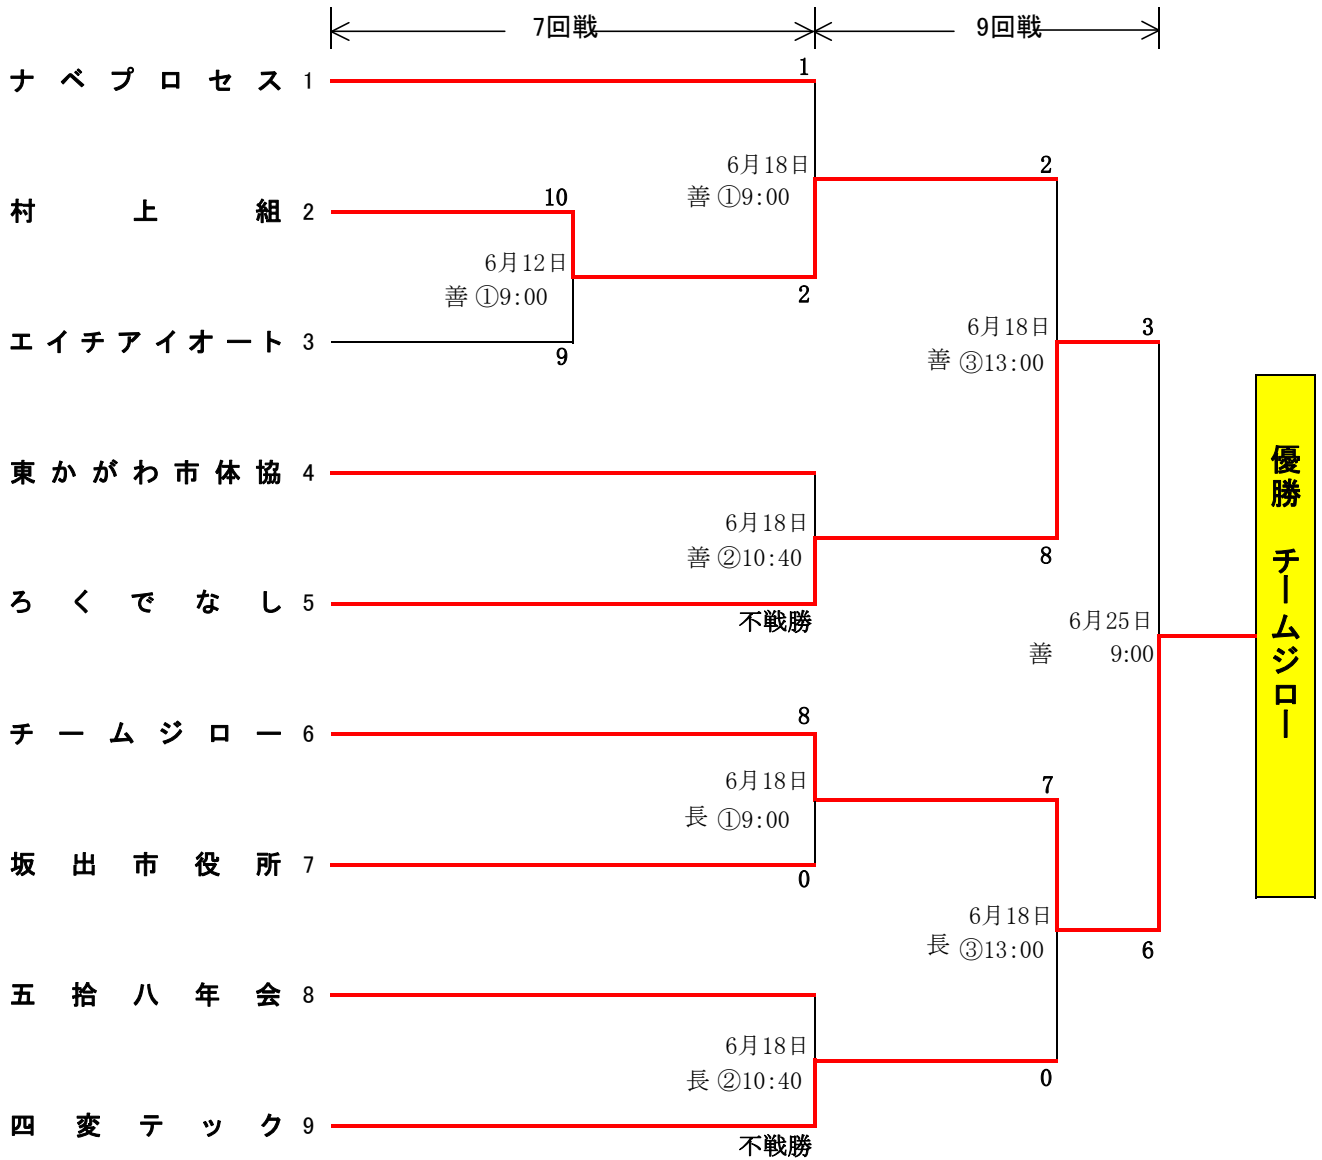 7回戦
9回戦
ナベプロセス 1
1
6月18日
善 ①9:00
2
村上組 2
10
6月12日
善 ①9:00
2
エイチアイオート 3
9
6月18日
善 ③13:00
3
東かがわ市体協 4
6月18日
善 ②10:40
8
ろくでなし 5
不戦勝
6月25日
善 9:00
優勝 チームジロー
チームジロー 6
8
6月18日
長 ①9:00
7
坂出市役所 7
0
6月18日
長 ③13:00
6
五拾八年会 8
6月18日
長 ②10:40
0
四変テック 9
不戦勝